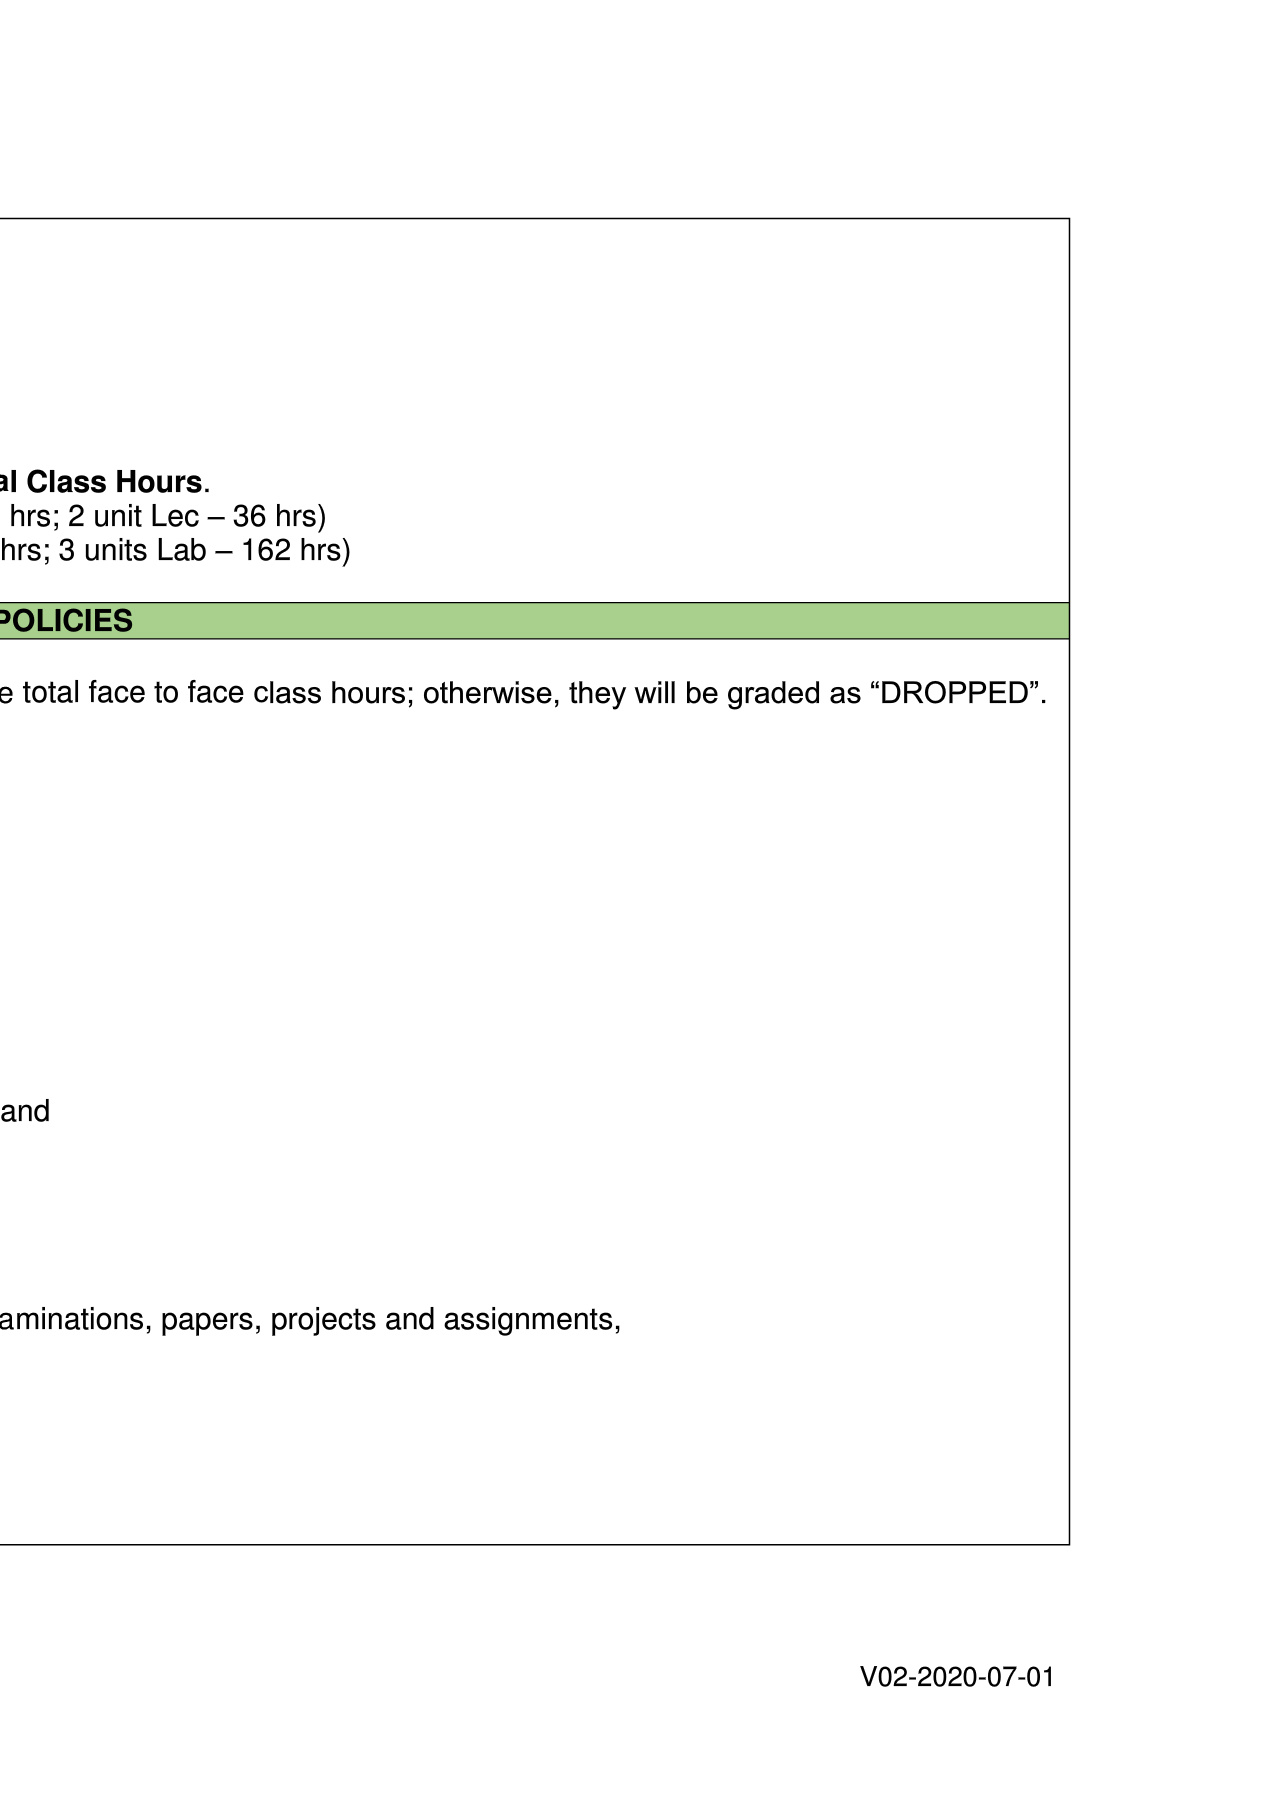 al Class Hours.
hrs; 2 unit Lec – 36 hrs)
hrs; 3 units Lab – 162 hrs)
POLICIES
e total face to face class hours; otherwise, they will be graded as “DROPPED”.
and
aminations, papers, projects and assignments,
V02-2020-07-01